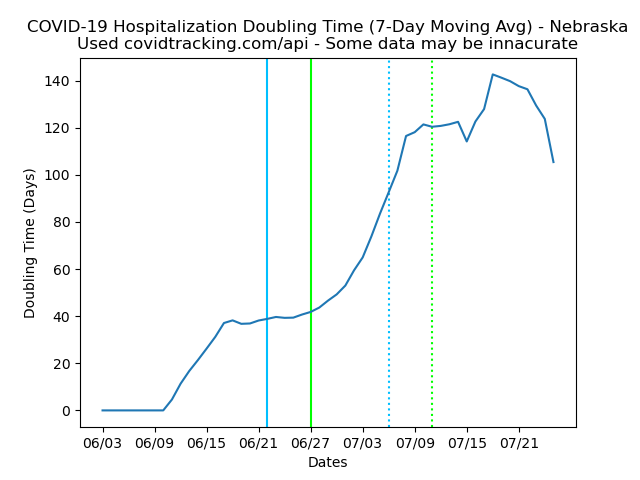 COVID-19 Hospitalization Doubling Time (7-Day Moving Avg) - Nebraska
Used covidtracking.com/api - Some data may be innacurate
Doubling Time (Days)
140
120
100
80
60
40
20
0
06/03 06/09 06/15 06/21 06/27 07/03 07/09 07/15 07/21
Dates